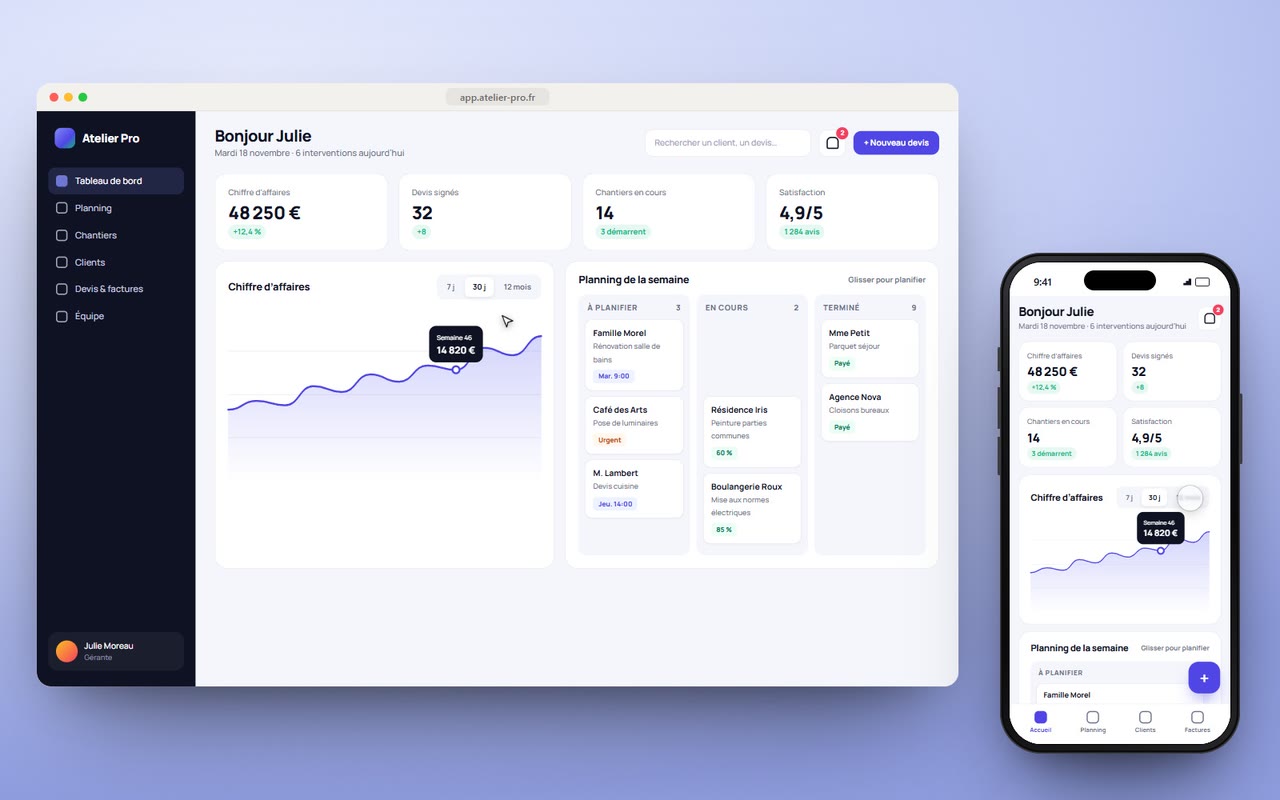 app.atelier-pro.fr
Atelier Pro
Tableau de bord
Planning
Chantiers
Clients
Devis & factures
Équipe
Julie Moreau
Gérante
Bonjour Julie
Mardi 18 novembre · 6 interventions aujourd'hui
Rechercher un client, un devis…
2
+ Nouveau devis
Chiffre d'affaires
48 250 €
+12,4 %
Devis signés
32
+8
Chantiers en cours
14
3 démarrent
Satisfaction
4,9/5
1 284 avis
Chiffre d'affaires
7 j
30 j
12 mois
Semaine 46
14 820 €
Planning de la semaine
Glisser pour planifier
À PLANIFIER
3
Famille Morel
Rénovation salle de
bains
Mar. 9:00
Café des Arts
Pose de luminaires
Urgent
M. Lambert
Devis cuisine
Jeu. 14:00
EN COURS
2
Résidence Iris
Peinture parties
communes
60 %
Boulangerie Roux
Mise aux normes
électriques
85 %
TERMINÉ
9
Mme Petit
Parquet séjour
Payé
Agence Nova
Cloisons bureaux
Payé
9:41
Bonjour Julie
Mardi 18 novembre · 6 interventions aujourd'hui
2
Chiffre d'affaires
48 250 €
+12,4 %
Devis signés
32
+8
Chantiers en cours
14
3 démarrent
Satisfaction
4,9/5
1 284 avis
Chiffre d'affaires
7 j
30 j
Semaine 46
14 820 €
Planning de la semaine
Glisser pour planifier
À PLANIFIER
Famille Morel
+
Accueil
Planning
Clients
Factures